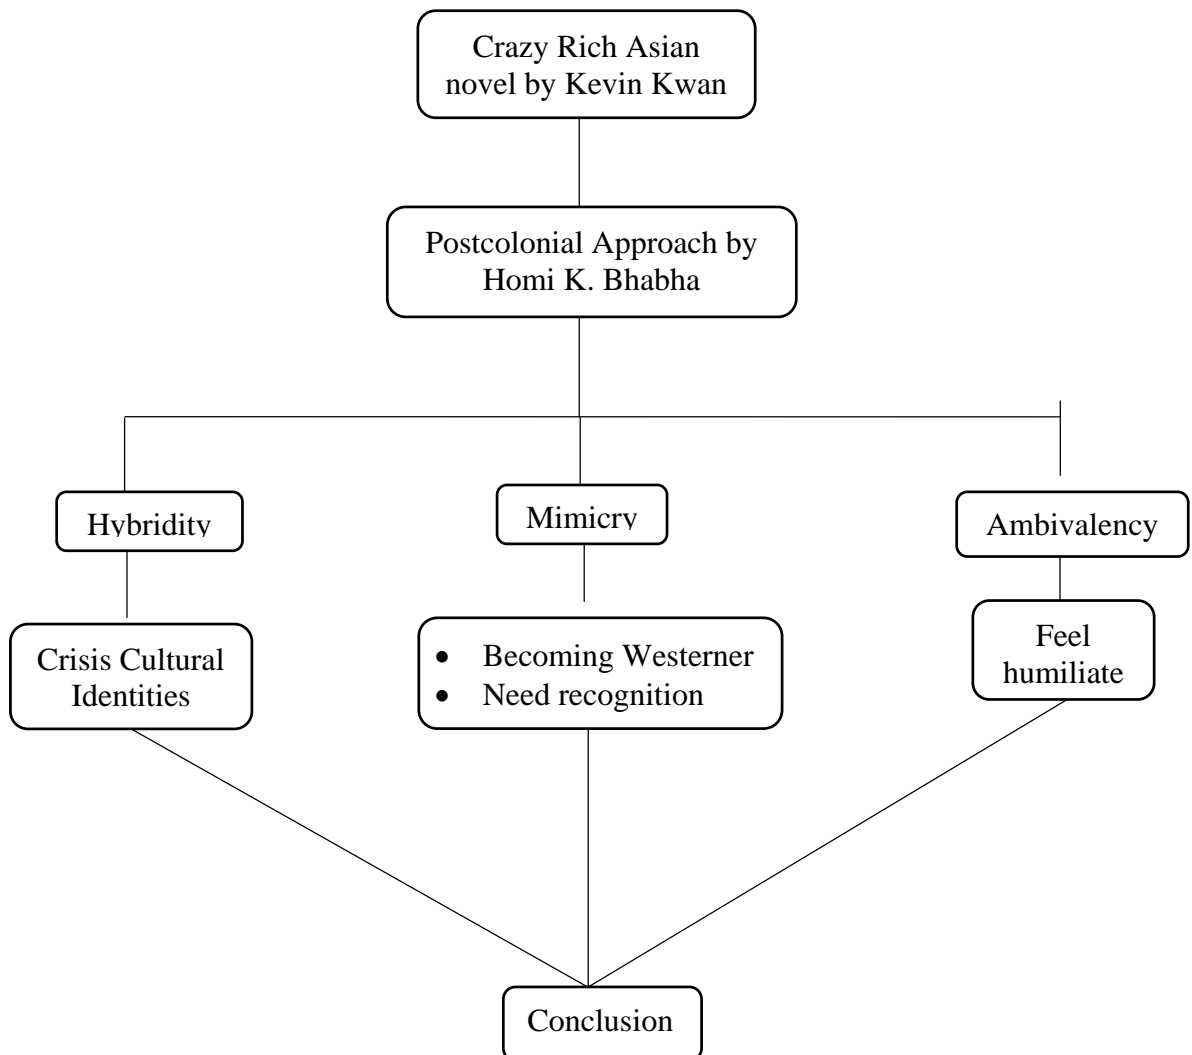 Crazy Rich Asian
novel by Kevin Kwan
Postcolonial Approach by
Homi K. Bhabha
Hybridity
Mimicry
Ambivalency
Crisis Cultural
Identities
• Becoming Westerner
• Need recognition
Feel
humiliate
Conclusion